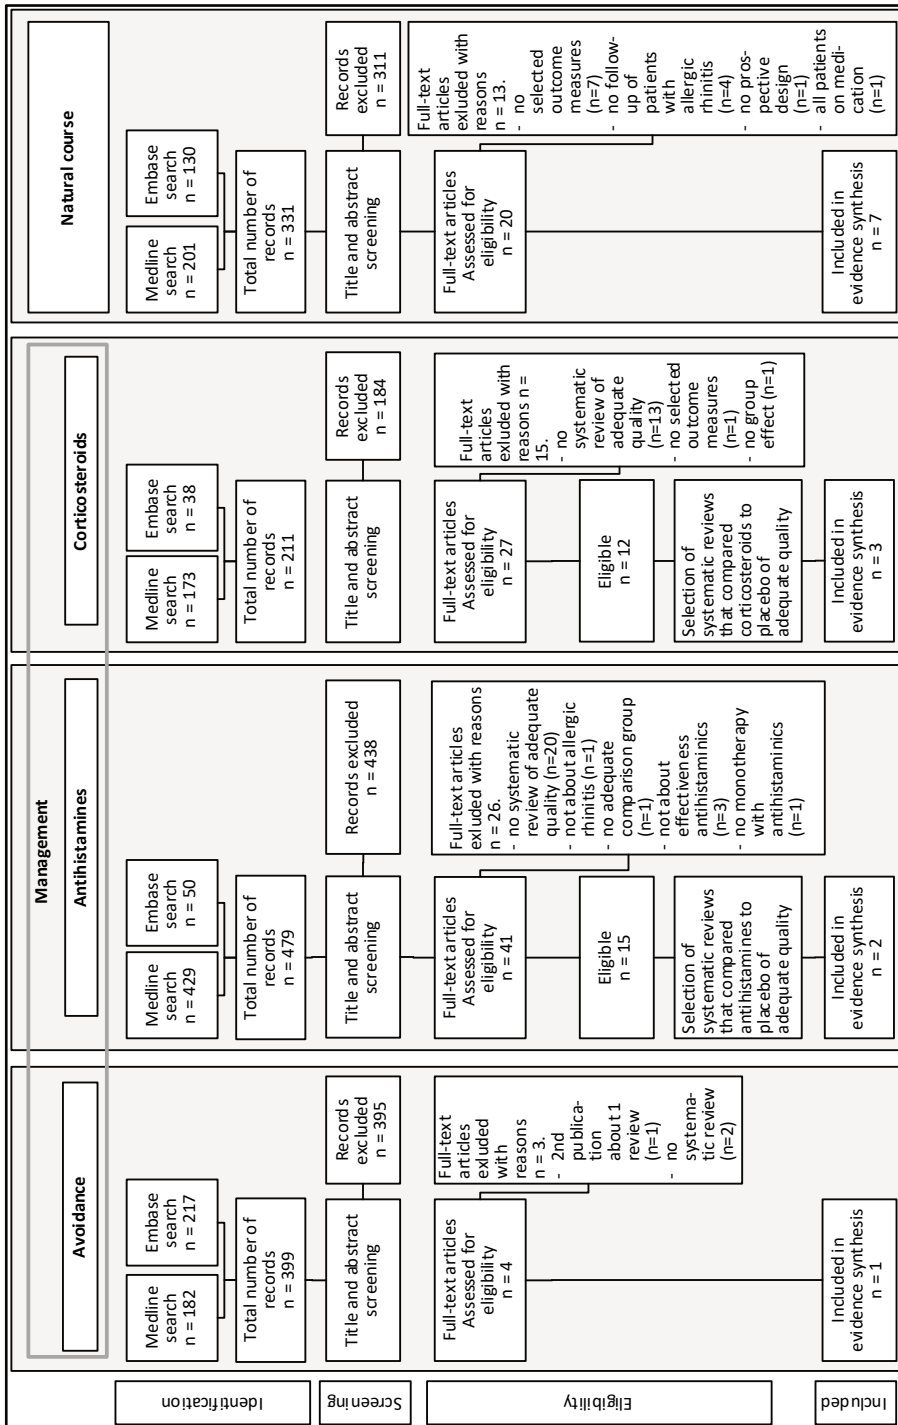 Management
Avoidance
Medline
search
n = 182
Embase
search
n = 217
Total number of
records
n = 399
Title and abstract
screening
Records
excluded
n = 395
Full-text articles
Assessed for
eligibility
n = 4
Full-text
articles
exluded with
reasons
n = 3.
- 2nd
publica-
tion
about 1
review
(n=1)
- no
systema-
tic review
(n=2)
Included in
evidence synthesis
n = 1
Antihistamines
Medline
search
n = 429
Embase
search
n = 50
Total number of
records
n = 479
Title and abstract
screening
Records excluded
n = 438
Full-text articles
Assessed for
eligibility
n = 41
Full-text articles
exluded with reasons
n = 26.
- no systematic
review of adequate
quality (n=20)
- not about allergic
rhinitis (n=1)
- no adequate
comparison group
(n=1)
- not about
effectiveness
antihistaminics
(n=3)
- no monotherapy
with
antihistaminics
(n=1)
Eligible
n = 15
Selection of
systematic reviews
that compared
antihistamines to
placebo of
adequate quality
Included in
evidence synthesis
n = 2
Corticosteroids
Medline
search
n = 173
Embase
search
n = 38
Total number of
records
n = 211
Title and abstract
screening
Records
excluded
n = 184
Full-text articles
Assessed for
eligibility
n = 27
Full-text
articles
exluded with
reasons n =
15.
- no
systematic
review of
adequate
quality
(n=13)
- no selected
outcome
measures
(n=1)
- no group
effect (n=1)
Eligible
n = 12
Selection of
systematic reviews
that compared
corticosteroids to
placebo of
adequate quality
Included in
evidence synthesis
n = 3
Natural course
Medline
search
n = 201
Embase
search
n = 130
Total number of
records
n = 331
Title and abstract
screening
Records
excluded
n = 311
Full-text articles
Assessed for
eligibility
n = 20
Full-text articles
exluded with
reasons
n = 13.
- no
selected
outcome
measures
(n=7)
- no follow-
up of
patients
with
allergic
rhinitis
(n=4)
- no pros-
pective
design
(n=1)
- all patients
on medi-
cation
(n=1)
Included in
evidence synthesis
n = 7
Identification
Screening
Eligibility
Included